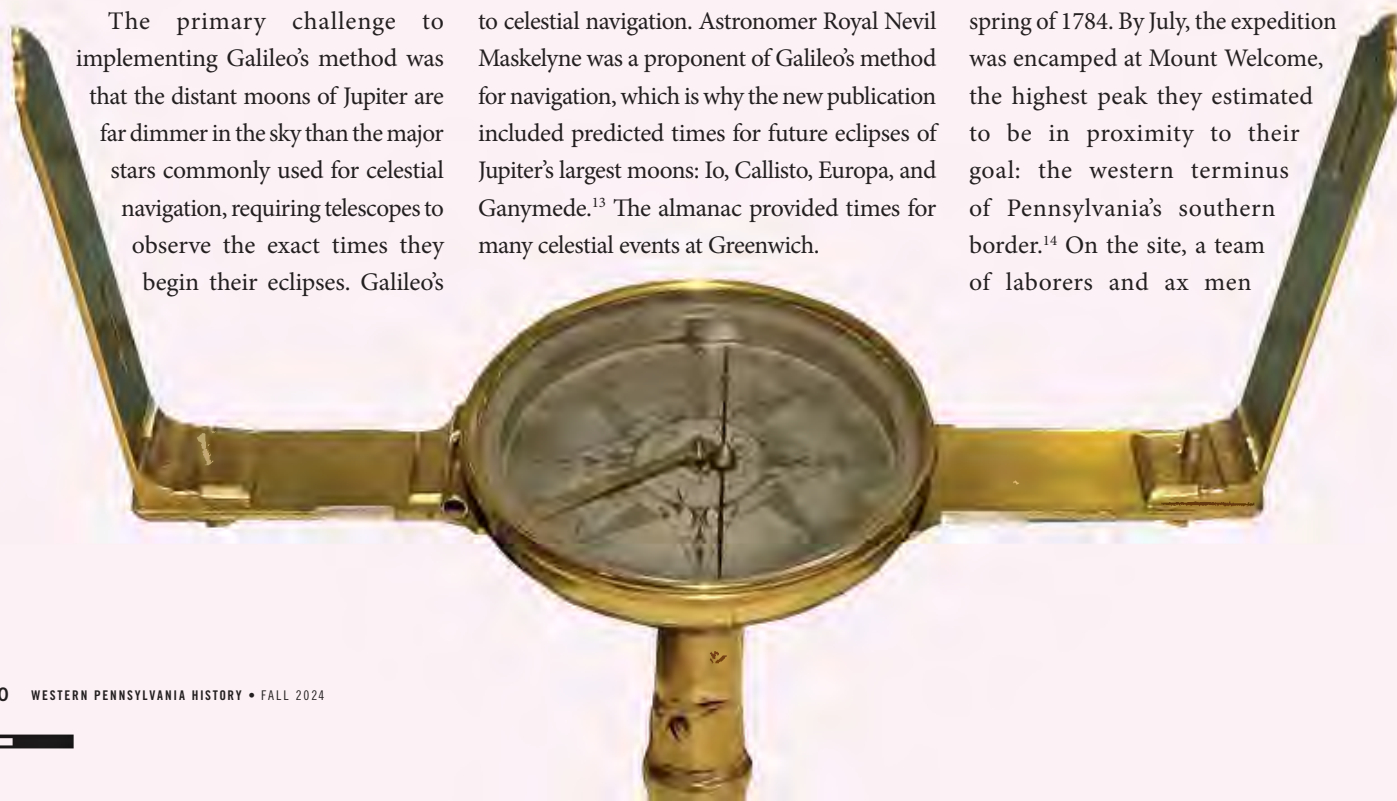 The primary challenge to
implementing Galileo’s method was
that the distant moons of Jupiter are
far dimmer in the sky than the major
stars commonly used for celestial
navigation, requiring telescopes to
observe the exact times they
begin their eclipses. Galileo’s
to celestial navigation. Astronomer Royal Nevil
Maskelyne was a proponent of Galileo’s method
for navigation, which is why the new publication
included predicted times for future eclipses of
Jupiter’s largest moons: Io, Callisto, Europa, and
Ganymede.¹³ The almanac provided times for
many celestial events at Greenwich.
spring of 1784. By July, the expedition
was encamped at Mount Welcome,
the highest peak they estimated
to be in proximity to their
goal: the western terminus
of Pennsylvania’s southern
border.¹⁴ On the site, a team
of laborers and ax men
0 WESTERN PENNSYLVANIA HISTORY • FALL 2024